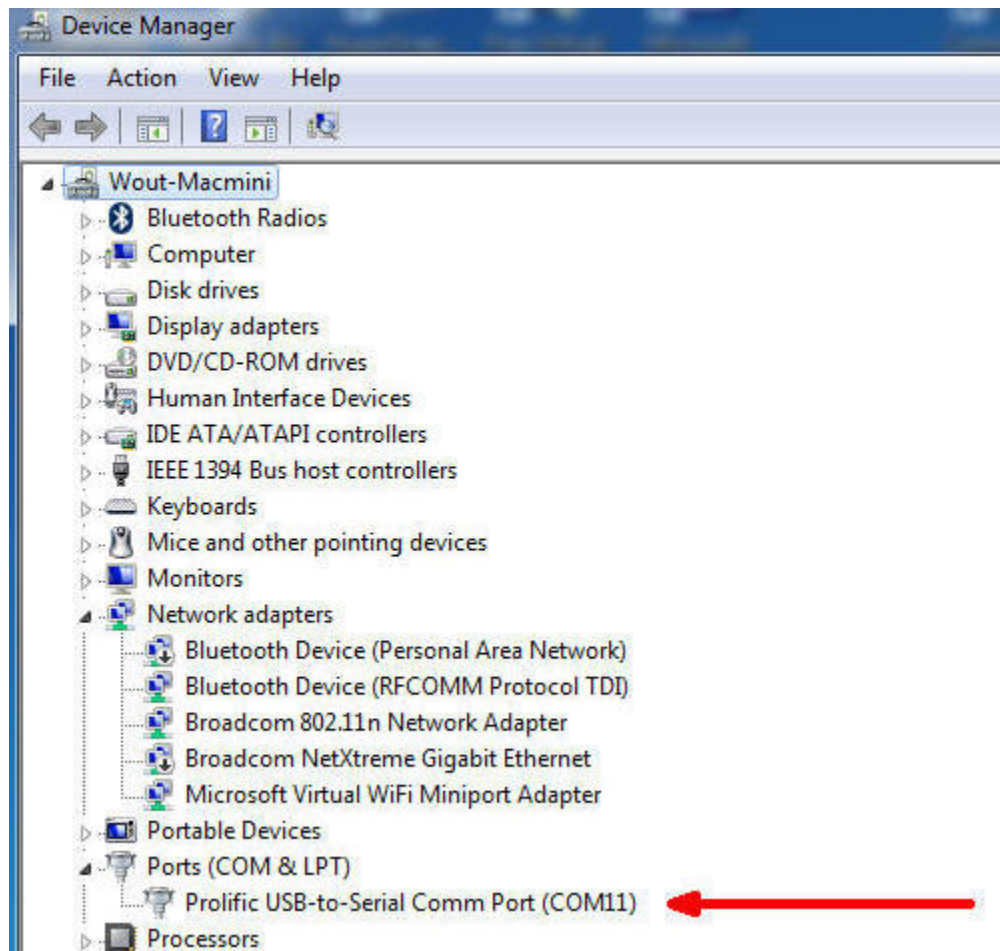 Device Manager
File Action View Help
Wout-Macmini
Bluetooth Radios
Computer
Disk drives
Display adapters
DVD/CD-ROM drives
Human Interface Devices
IDE ATA/ATAPI controllers
IEEE 1394 Bus host controllers
Keyboards
Mice and other pointing devices
Monitors
Network adapters
Bluetooth Device (Personal Area Network)
Bluetooth Device (RFCOMM Protocol TDI)
Broadcom 802.11n Network Adapter
Broadcom NetXtreme Gigabit Ethernet
Microsoft Virtual WiFi Miniport Adapter
Portable Devices
Ports (COM & LPT)
Prolific USB-to-Serial Comm Port (COM11)
Processors